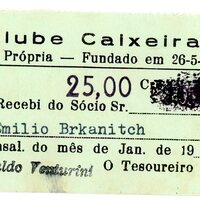 lube Caixeira
Própria — Fundado em 26-5-
25,00 C
Recebi do Sócio Sr.
Emilio Brkanitch
nsal. do mês de Jan. de 19
aldo Venturini O Tesoureiro